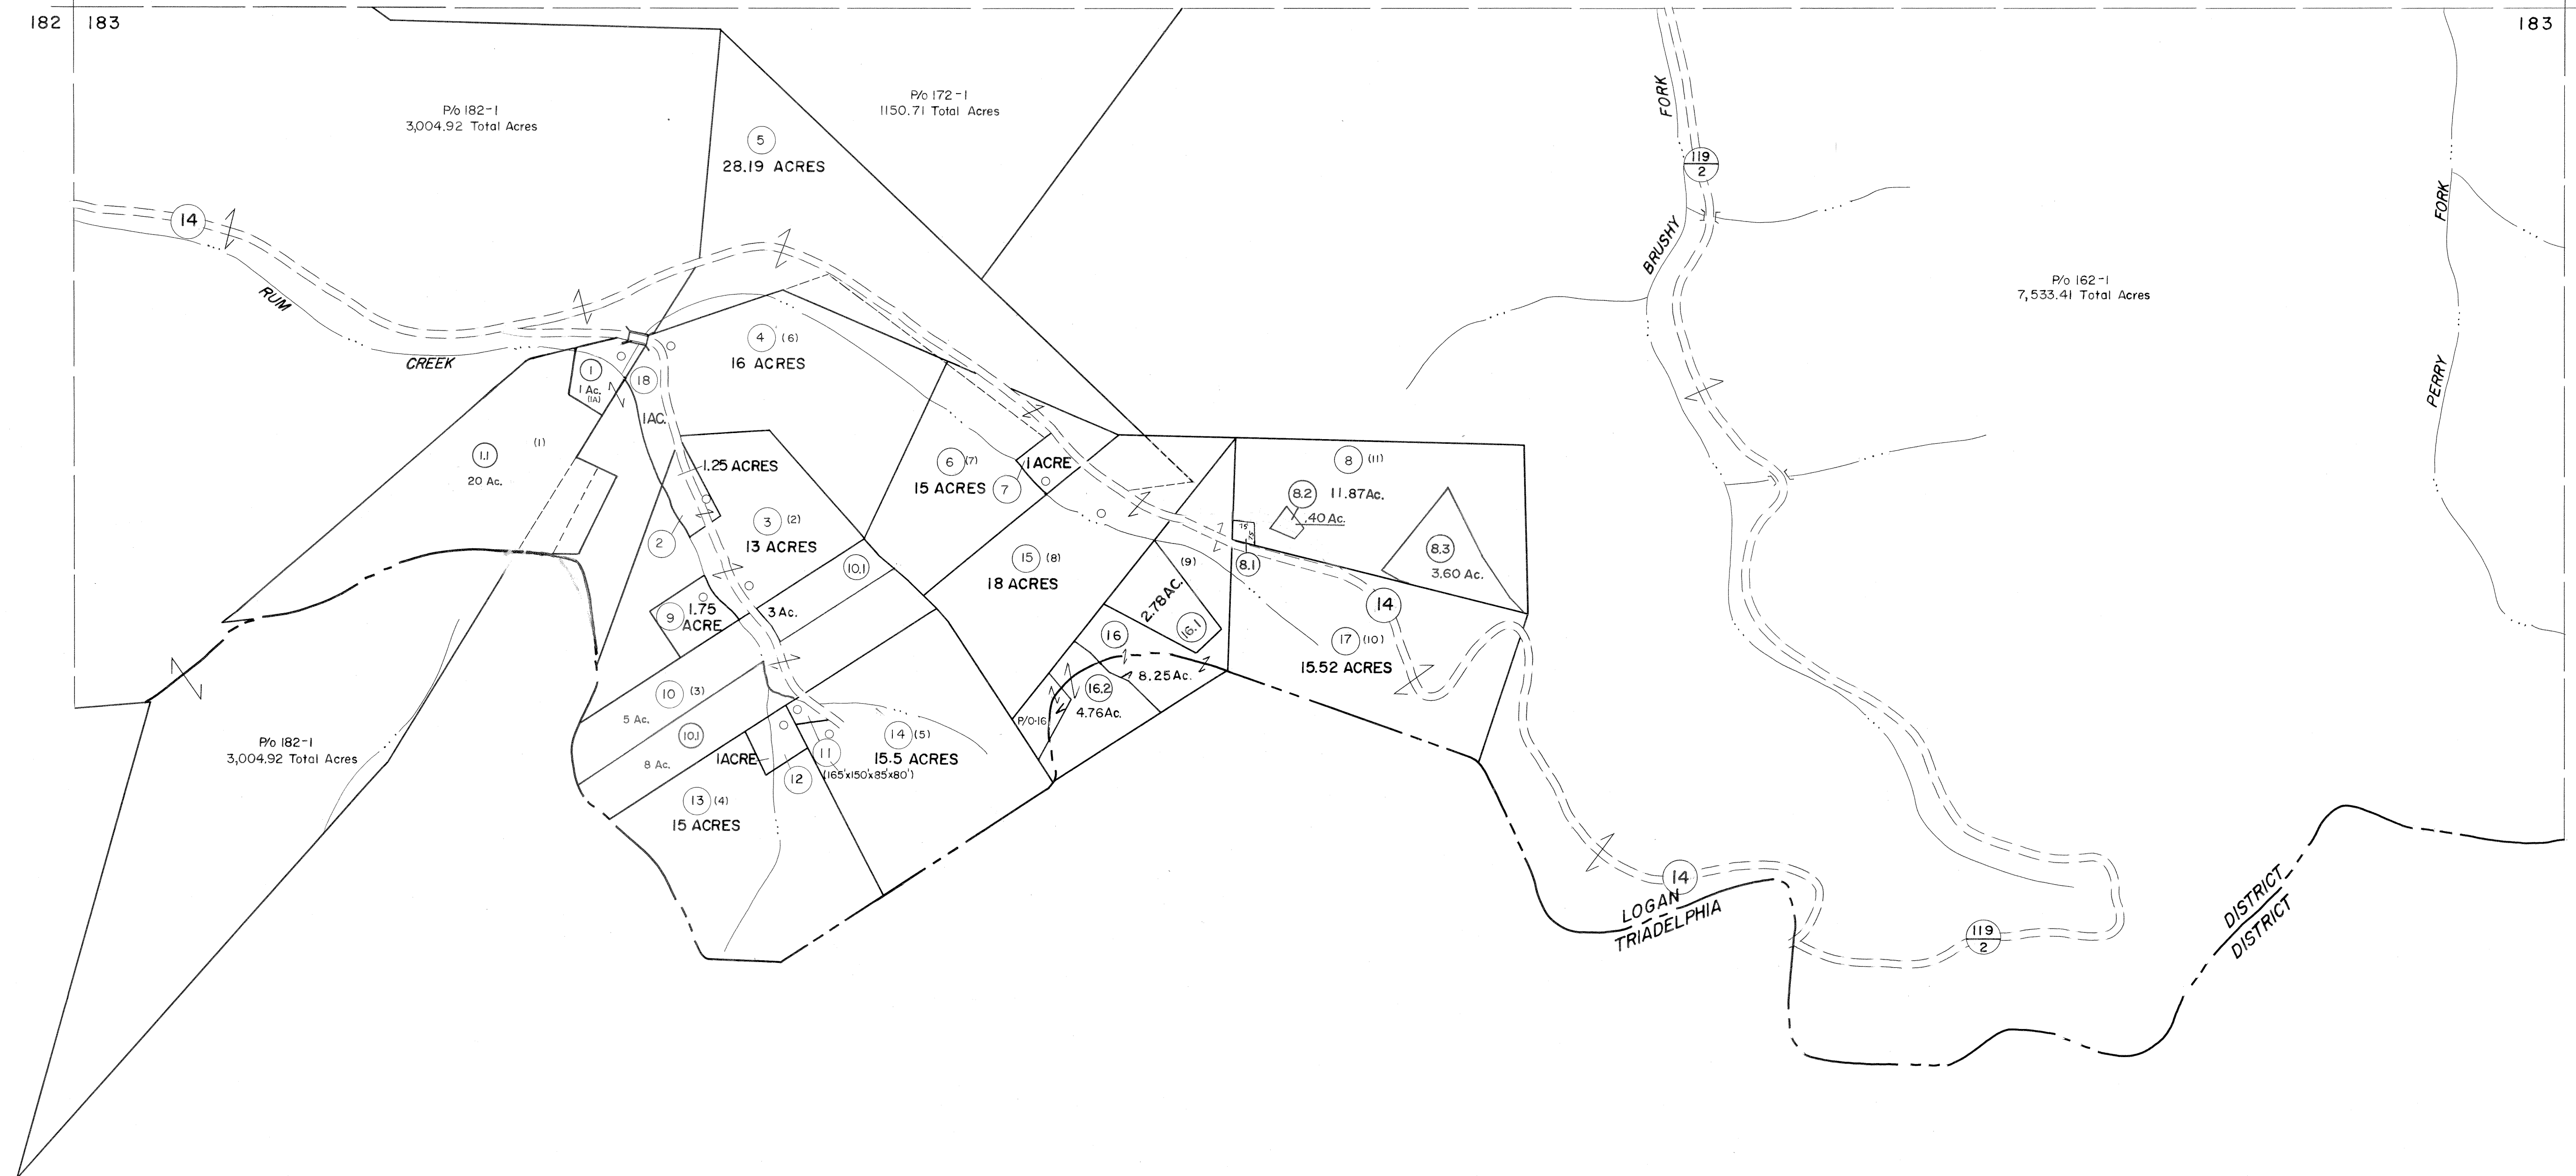 182 183
183
P/o 182-1
3,004.92 Total Acres
P/o 172-1
1150.71 Total Acres
5
28.19 ACRES
FORK
119
2
BRUSHY
FORK
PERRY
P/o 162-1
7,533.41 Total Acres
14
RUM
CREEK
4 (6)
16 ACRES
1
1 Ac.
(1A)
18
1AC.
1.1 (1)
20 Ac.
1.25 ACRES
6 (7)
15 ACRES
1 ACRE
7
8 (11)
8.2 11.87Ac.
.40 Ac.
75'
75'
8.1
8.3
3.60 Ac.
2
3 (2)
13 ACRES
10.1
3 Ac.
9 1.75
ACRE
15 (8)
18 ACRES
(9)
2.78AC.
16.1
16
8.25Ac.
16.2
4.76Ac.
P/O-16
14
17 (10)
15.52 ACRES
10 (3)
5 Ac.
10.1
8 Ac.
1ACRE
12
11
(165'x150'x85'x80')
14 (5)
15.5 ACRES
13 (4)
15 ACRES
P/o 182-1
3,004.92 Total Acres
14
LOGAN
TRIADELPHIA
119
2
DISTRICT
DISTRICT